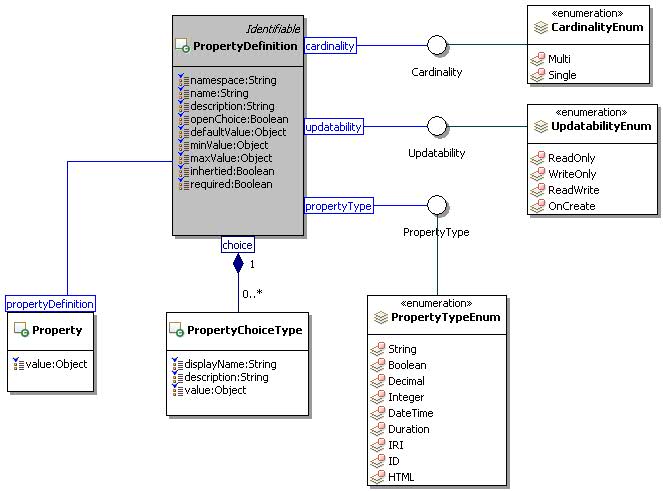 Identifiable
PropertyDefinition
namespace:String
name:String
description:String
openChoice:Boolean
defaultValue:Object
minValue:Object
maxValue:Object
inhertied:Boolean
required:Boolean
cardinality
Cardinality
«enumeration»
CardinalityEnum
Multi
Single
updatability
Updatability
«enumeration»
UpdatabilityEnum
ReadOnly
WriteOnly
ReadWrite
OnCreate
propertyType
PropertyType
choice
1
0..*
propertyDefinition
Property
value:Object
PropertyChoiceType
displayName:String
description:String
value:Object
«enumeration»
PropertyTypeEnum
String
Boolean
Decimal
Integer
DateTime
Duration
IRI
ID
HTML